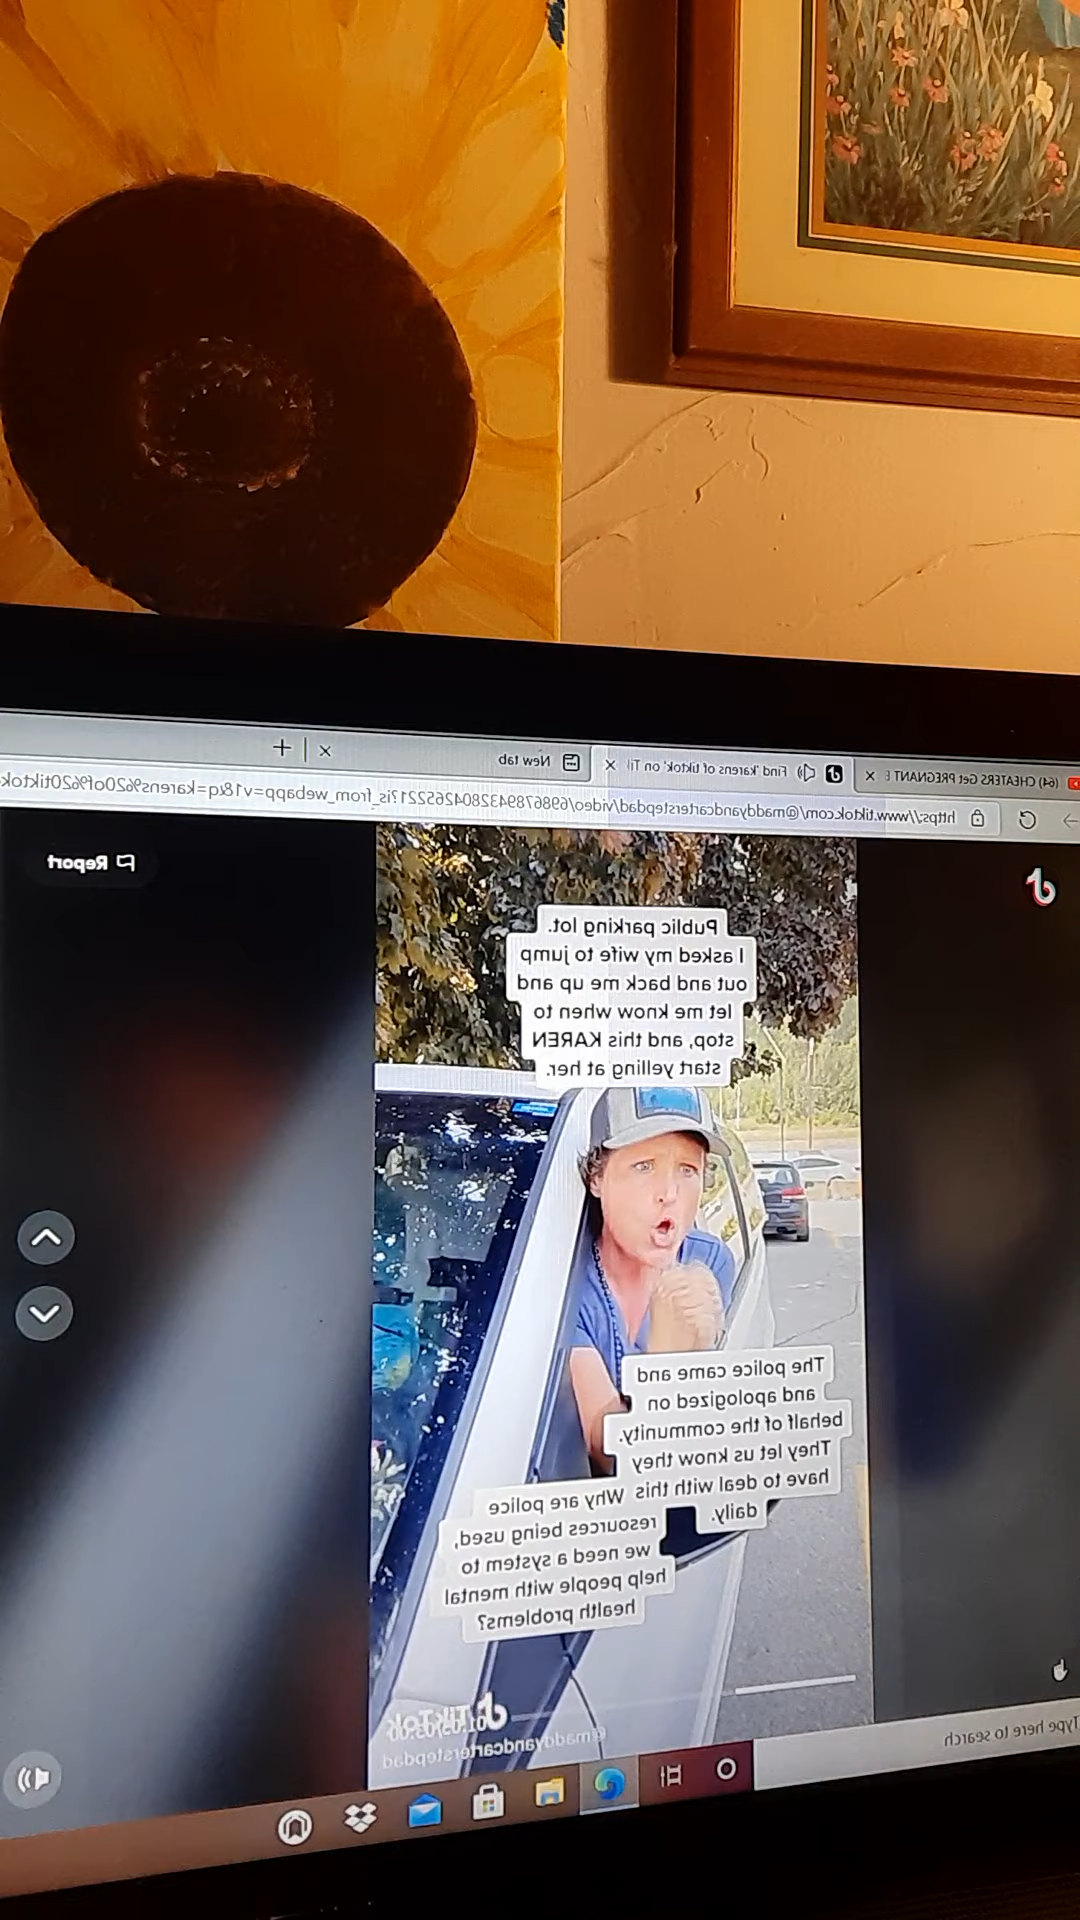 (64) CHEATERS Get PREGNANT
Find 'karens of tiktok' on Ti
New tab
https://www.tiktok.com/@maddyandcarterstepdad/video/6986789432804265221?is_from_webapp=v1&q=karens%20of%20tiktok
Report
Public parking lot.
I asked my wife to jump
out and back me up and
let me know when to
stop, and this KAREN
start yelling at her.
The police came and
and apologized on
behalf of the community.
They let us know they
have to deal with this
daily.
Why are police
resources being used,
we need a system to
help people with mental
health problems?
TikTok
@maddyandcarterstepdad
Type here to search